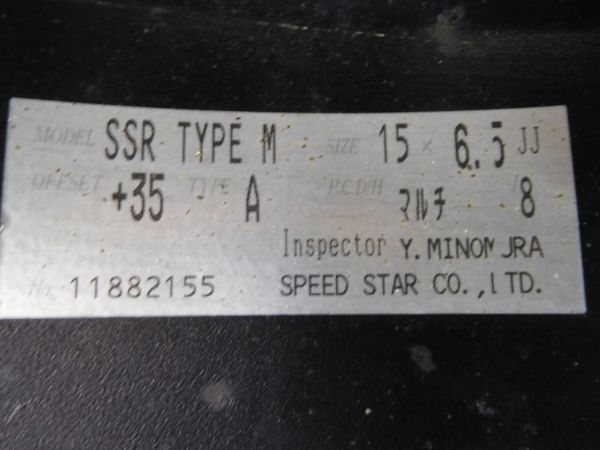 MODEL SSR TYPE M SIZE 15 × 6.5 JJ
OFFSET +35 TYPE A P.C.D/H マルチ /8
Inspector Y.MINOMURA
No. 11882155 SPEED STAR CO.,LTD.